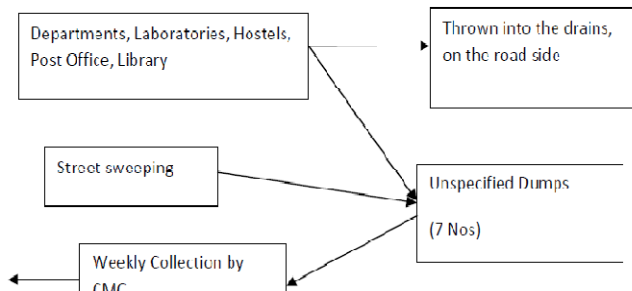 Departments, Laboratories, Hostels,
Post Office, Library
Thrown into the drains,
on the road side
Street sweeping
Unspecified Dumps
(7 Nos)
Weekly Collection by
CMC